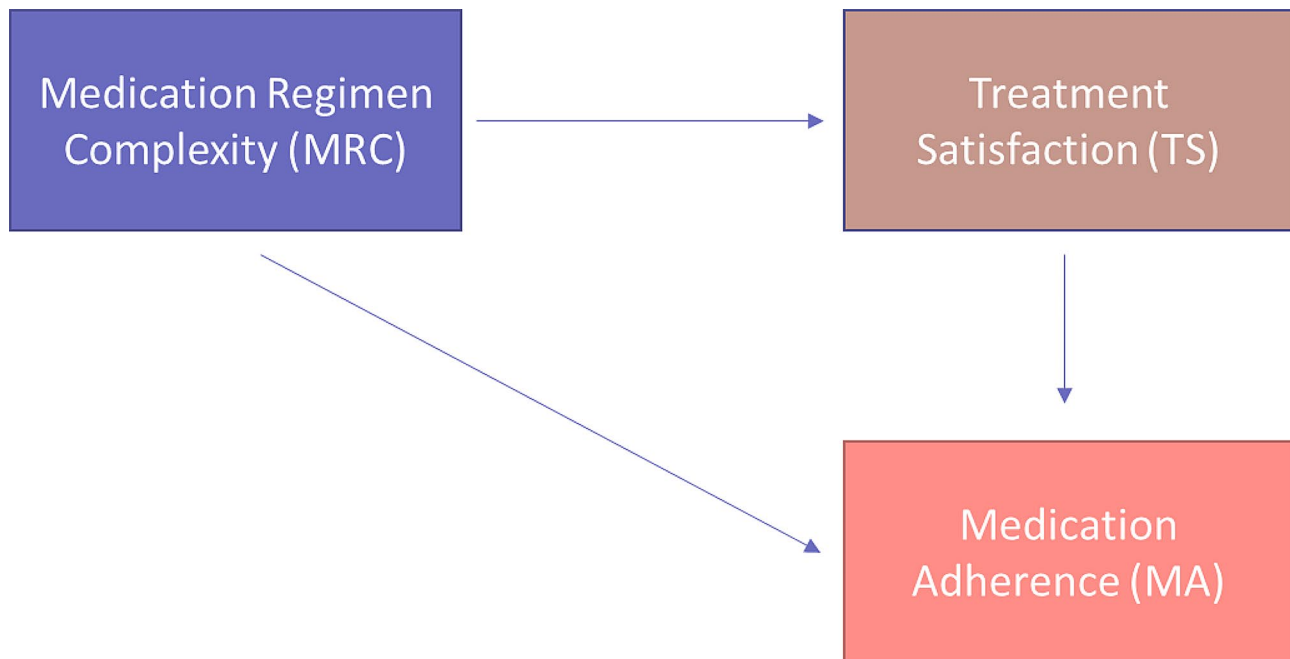 Medication Regimen
Complexity (MRC)
Treatment
Satisfaction (TS)
Medication
Adherence (MA)